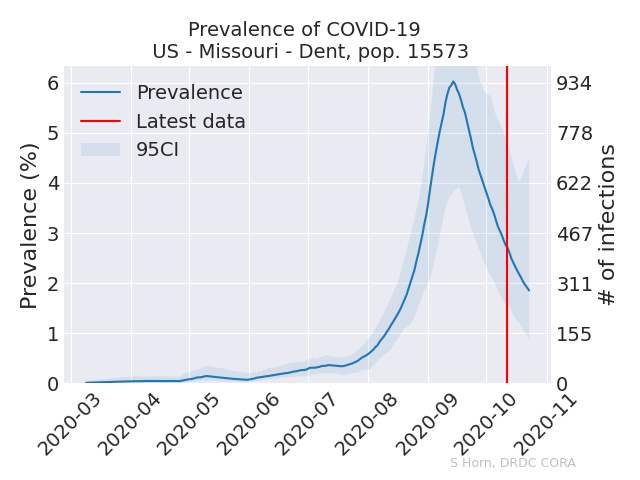 Prevalence of COVID-19
US - Missouri - Dent, pop. 15573
Prevalence
Latest data
95CI
Prevalence (%)
6
5
4
3
2
1
0
934
778
622
467
311
155
0
# of infections
2020-03
2020-04
2020-05
2020-06
2020-07
2020-08
2020-09
2020-10
2020-11
S Horn, DRDC CORA